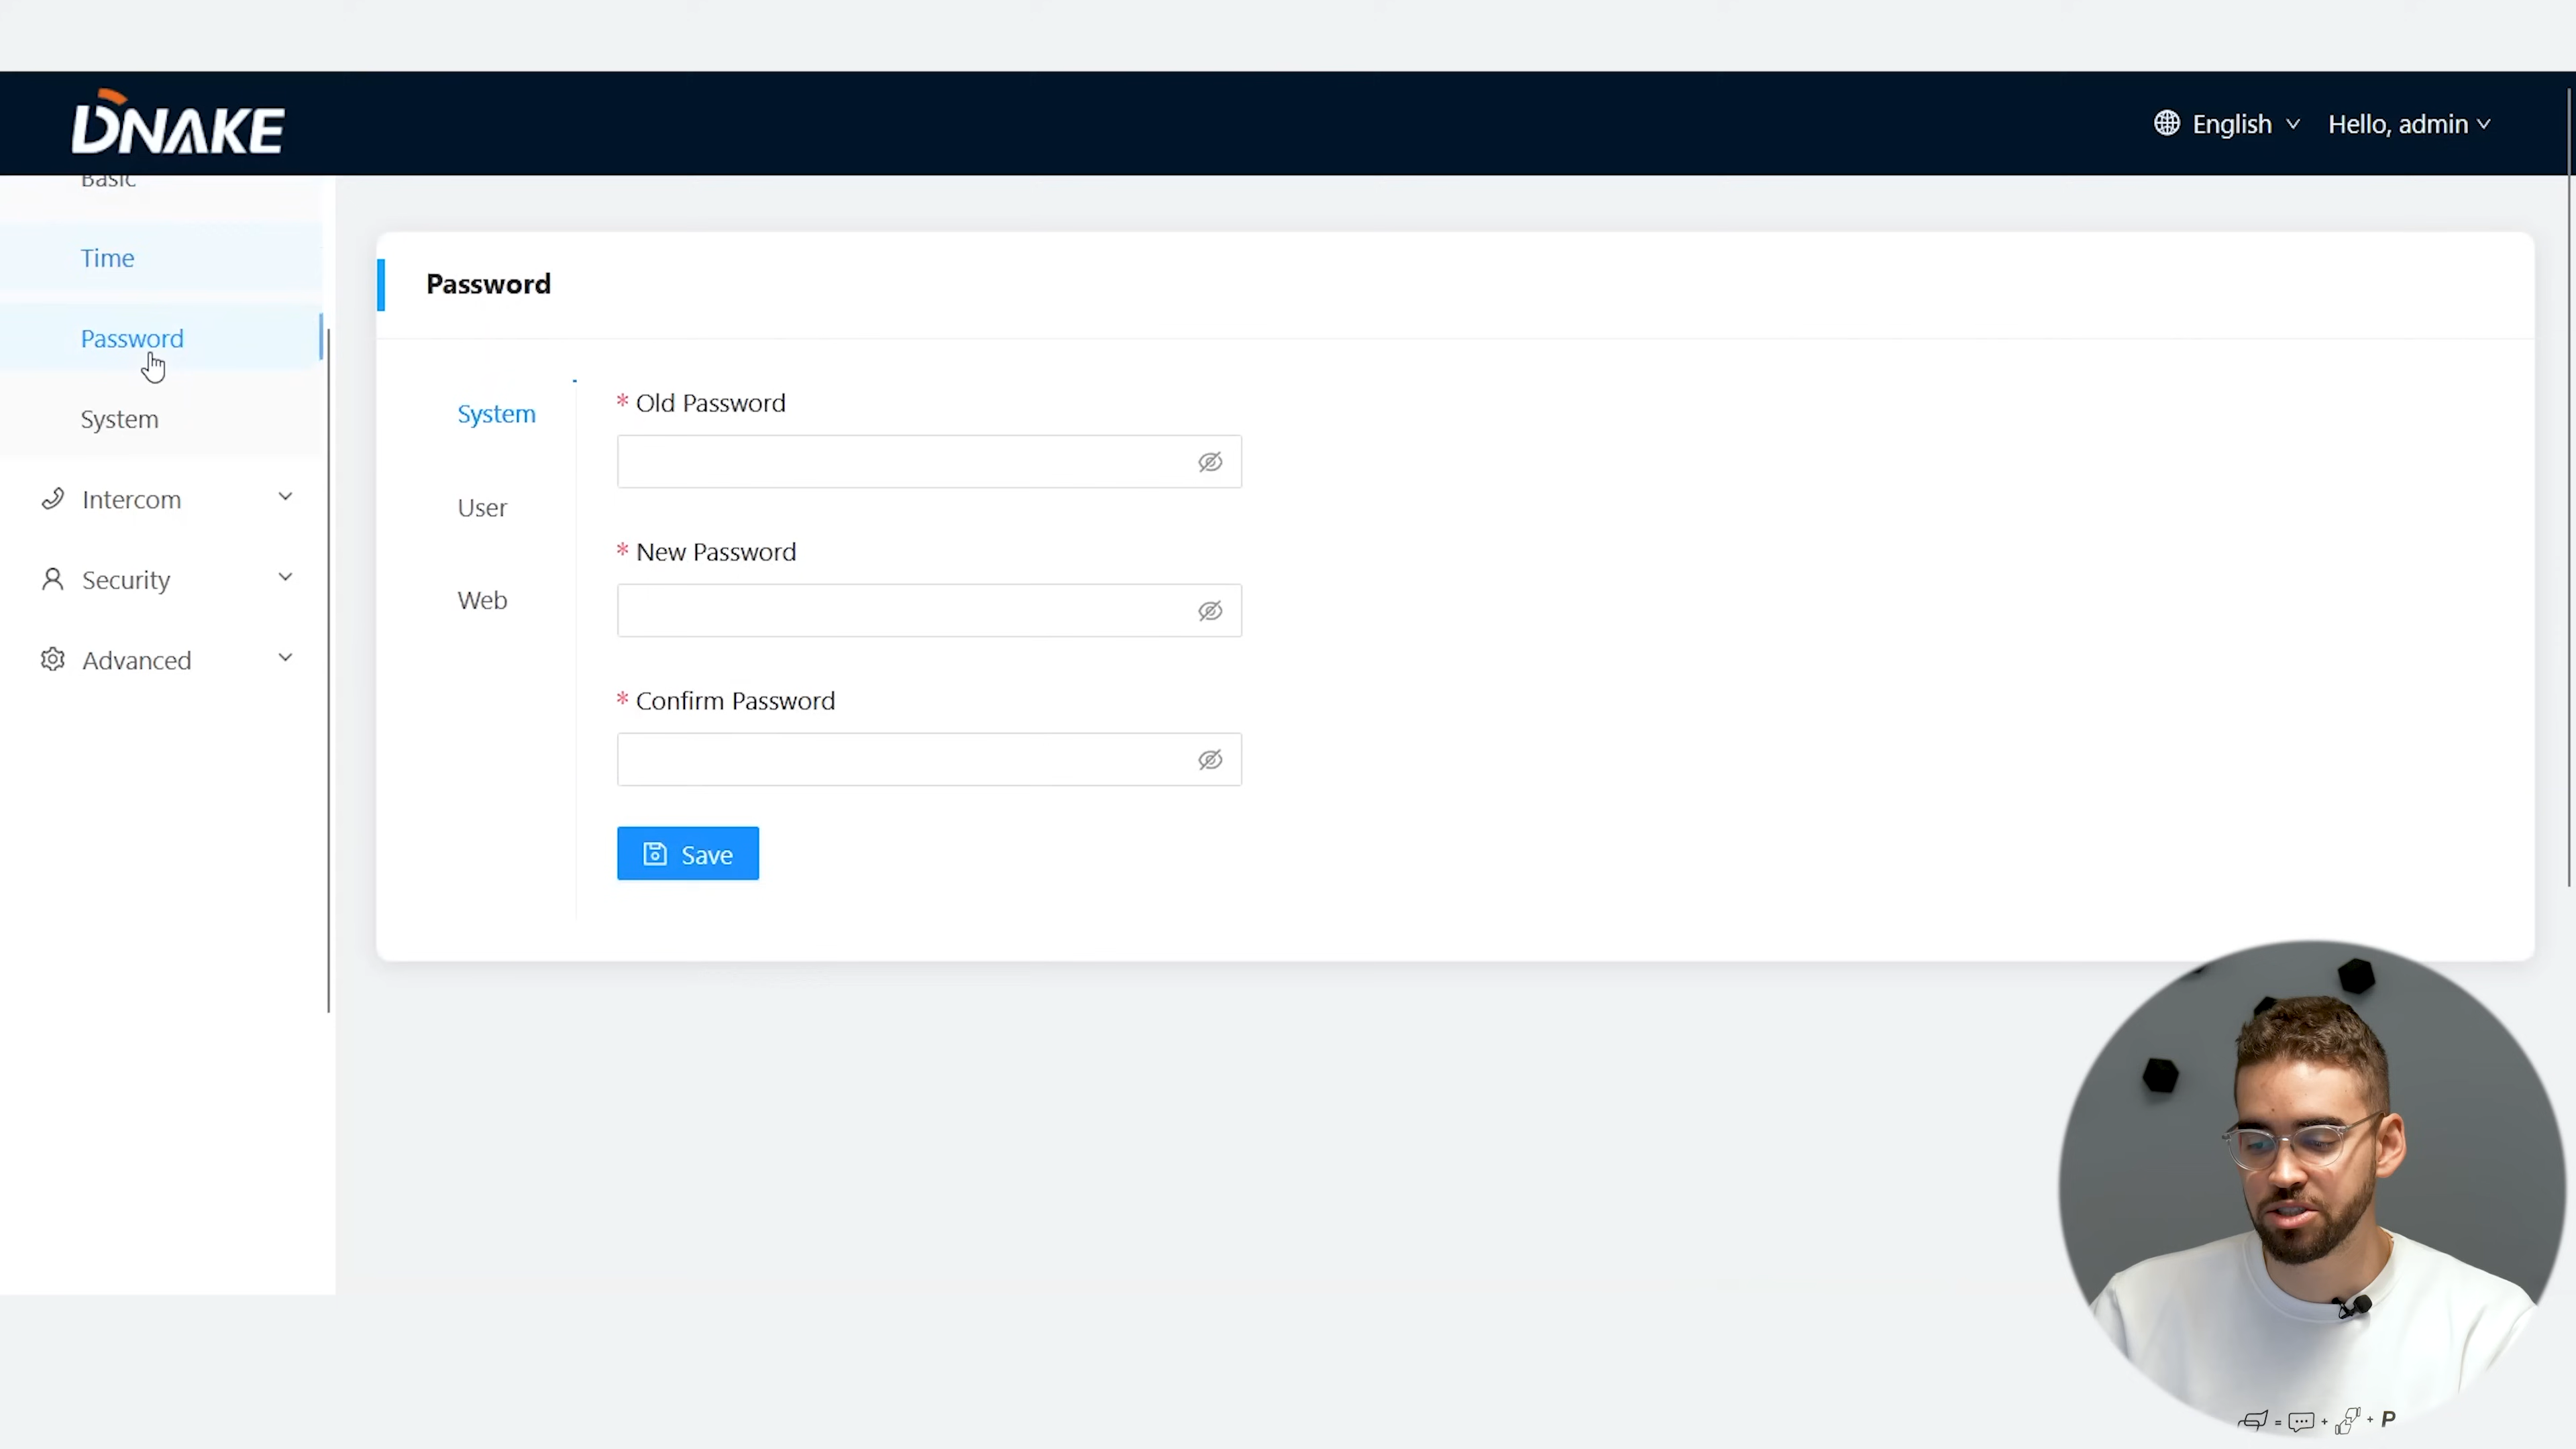 DNAKE
English
Hello, admin
Basic
Time
Password
System
Intercom
Security
Advanced
Password
System
User
Web
* Old Password
* New Password
* Confirm Password
Save
= + + P